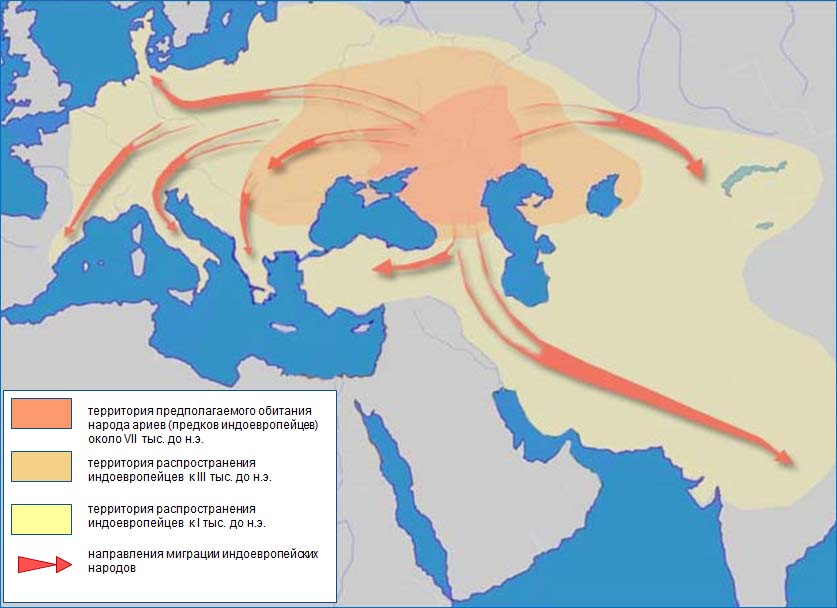 территория предполагаемого обитания
народа ариев (предков индоевропейцев)
около VII тыс. до н.э.
территория распространения
индоевропейцев к III тыс. до н.э.
территория распространения
индоевропейцев к I тыс. до н.э.
направления миграции индоевропейских
народов